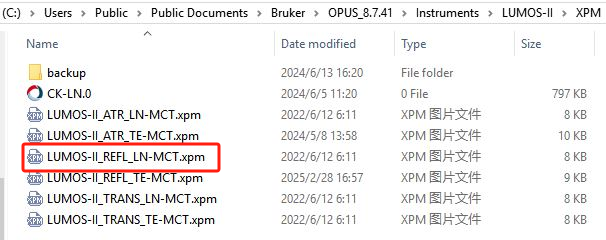 (C:) › Users › Public › Public Documents › Bruker › OPUS_8.7.41 › Instruments › LUMOS-II › XPM
Name Date modified Type Size
backup 2024/6/13 16:20 File folder
CK-LN.0 2024/6/5 11:20 0 File 797 KB
LUMOS-II_ATR_LN-MCT.xpm 2022/6/12 6:11 XPM 图片文件 8 KB
LUMOS-II_ATR_TE-MCT.xpm 2024/5/8 13:58 XPM 图片文件 10 KB
LUMOS-II_REFL_LN-MCT.xpm 2022/6/12 6:11 XPM 图片文件 8 KB
LUMOS-II_REFL_TE-MCT.xpm 2025/2/28 16:57 XPM 图片文件 9 KB
LUMOS-II_TRANS_LN-MCT.xpm 2022/6/12 6:11 XPM 图片文件 8 KB
LUMOS-II_TRANS_TE-MCT.xpm 2022/6/12 6:11 XPM 图片文件 8 KB